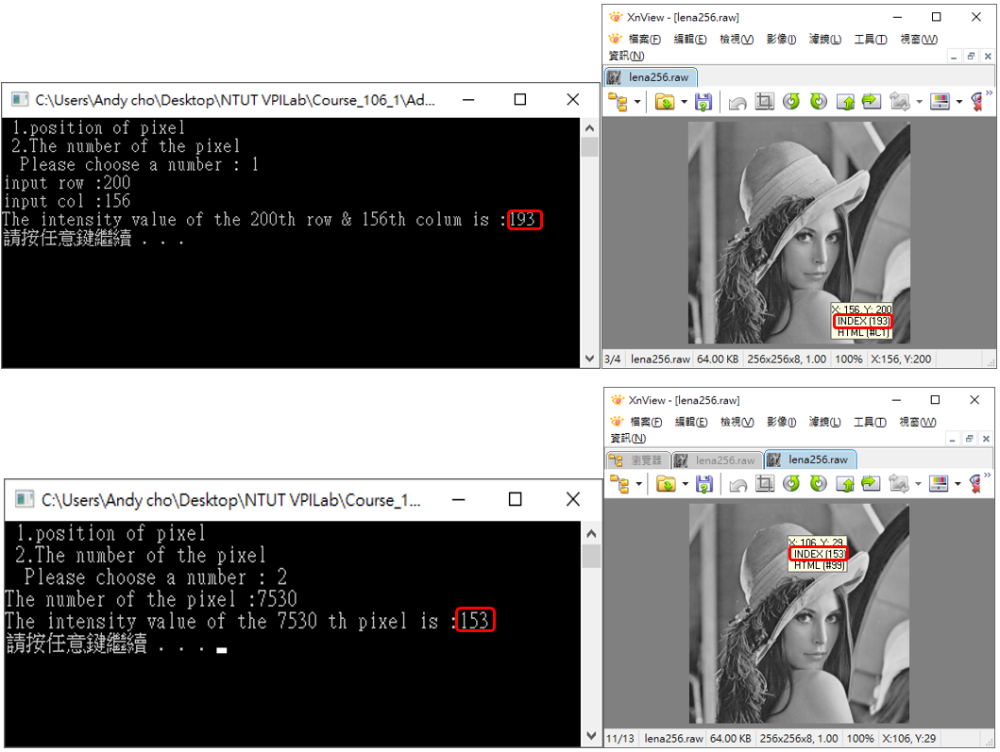 C:\Users\Andy cho\Desktop\NTUT VPILab\Course_106_1\Ad...
1.position of pixel
2.The number of the pixel
Please choose a number : 1
input row :200
input col :156
The intensity value of the 200th row & 156th colum is :193
請按任意鍵繼續 . . .
XnView - [lena256.raw]
檔案(F) 編輯(E) 檢視(V) 影像(I) 濾鏡(L) 工具(T) 視窗(W)
資訊(N)
lena256.raw
X: 156, Y: 200
INDEX (193)
HTML (#C1)
3/4 lena256.raw 64.00 KB 256x256x8, 1.00 100% X:156, Y:200
C:\Users\Andy cho\Desktop\NTUT VPILab\Course_1...
1.position of pixel
2.The number of the pixel
Please choose a number : 2
The number of the pixel :7530
The intensity value of the 7530 th pixel is :153
請按任意鍵繼續 . . .
XnView - [lena256.raw]
檔案(F) 編輯(E) 檢視(V) 影像(I) 濾鏡(L) 工具(T) 視窗(W)
資訊(N)
瀏覽器 lena256.raw lena256.raw
X: 106, Y: 29
INDEX (153)
HTML (#99)
11/13 lena256.raw 64.00 KB 256x256x8, 1.00 100% X:106, Y:29